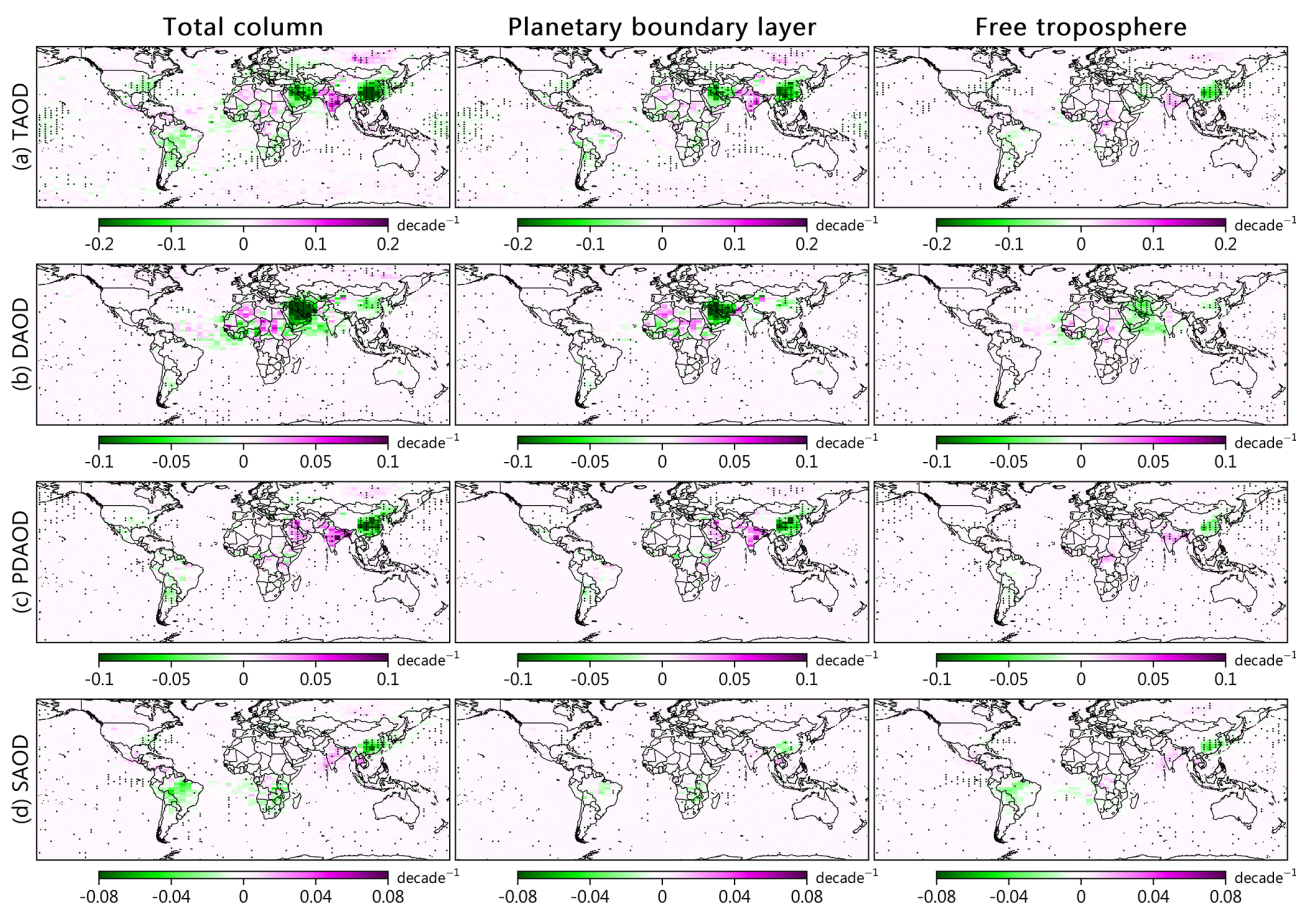 Total column Planetary boundary layer Free troposphere
(a) TAOD
-0.2 -0.1 0 0.1 0.2 decade⁻¹ -0.2 -0.1 0 0.1 0.2 decade⁻¹ -0.2 -0.1 0 0.1 0.2 decade⁻¹
(b) DAOD
-0.1 -0.05 0 0.05 0.1 decade⁻¹ -0.1 -0.05 0 0.05 0.1 decade⁻¹ -0.1 -0.05 0 0.05 0.1 decade⁻¹
(c) PDAOD
-0.1 -0.05 0 0.05 0.1 decade⁻¹ -0.1 -0.05 0 0.05 0.1 decade⁻¹ -0.1 -0.05 0 0.05 0.1 decade⁻¹
(d) SAOD
-0.08 -0.04 0 0.04 0.08 decade⁻¹ -0.08 -0.04 0 0.04 0.08 decade⁻¹ -0.08 -0.04 0 0.04 0.08 decade⁻¹